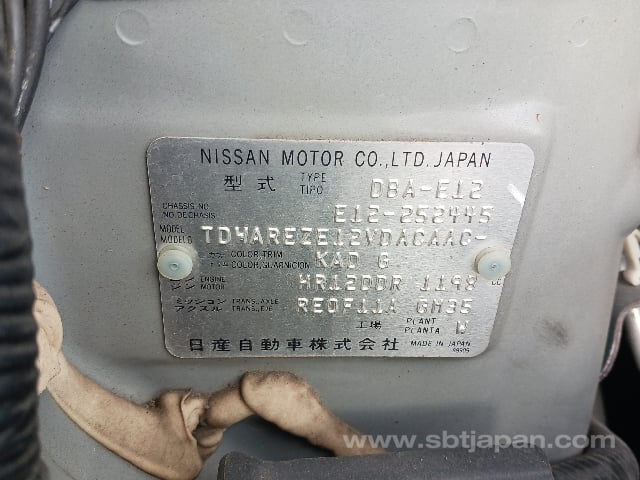 NISSAN MOTOR CO.,LTD.JAPAN
型式 TYPE TIPO DBA-E12
CHASSIS NO. NO.DE CHASIS E12-252445
MODEL MODELO TDWAREZE12VDACAAC-
カラー COLOR,TRIM COLOR,GUARNICION KAD G
エンジン ENGINE MOTOR HR12DDR 1198 cc
ミッション アクスル TRANS.,AXLE TRANS.,EJE RE0F11A GM35
工場 PLANT PLANTA W
日産自動車株式会社 MADE IN JAPAN
www.sbtjapan.com